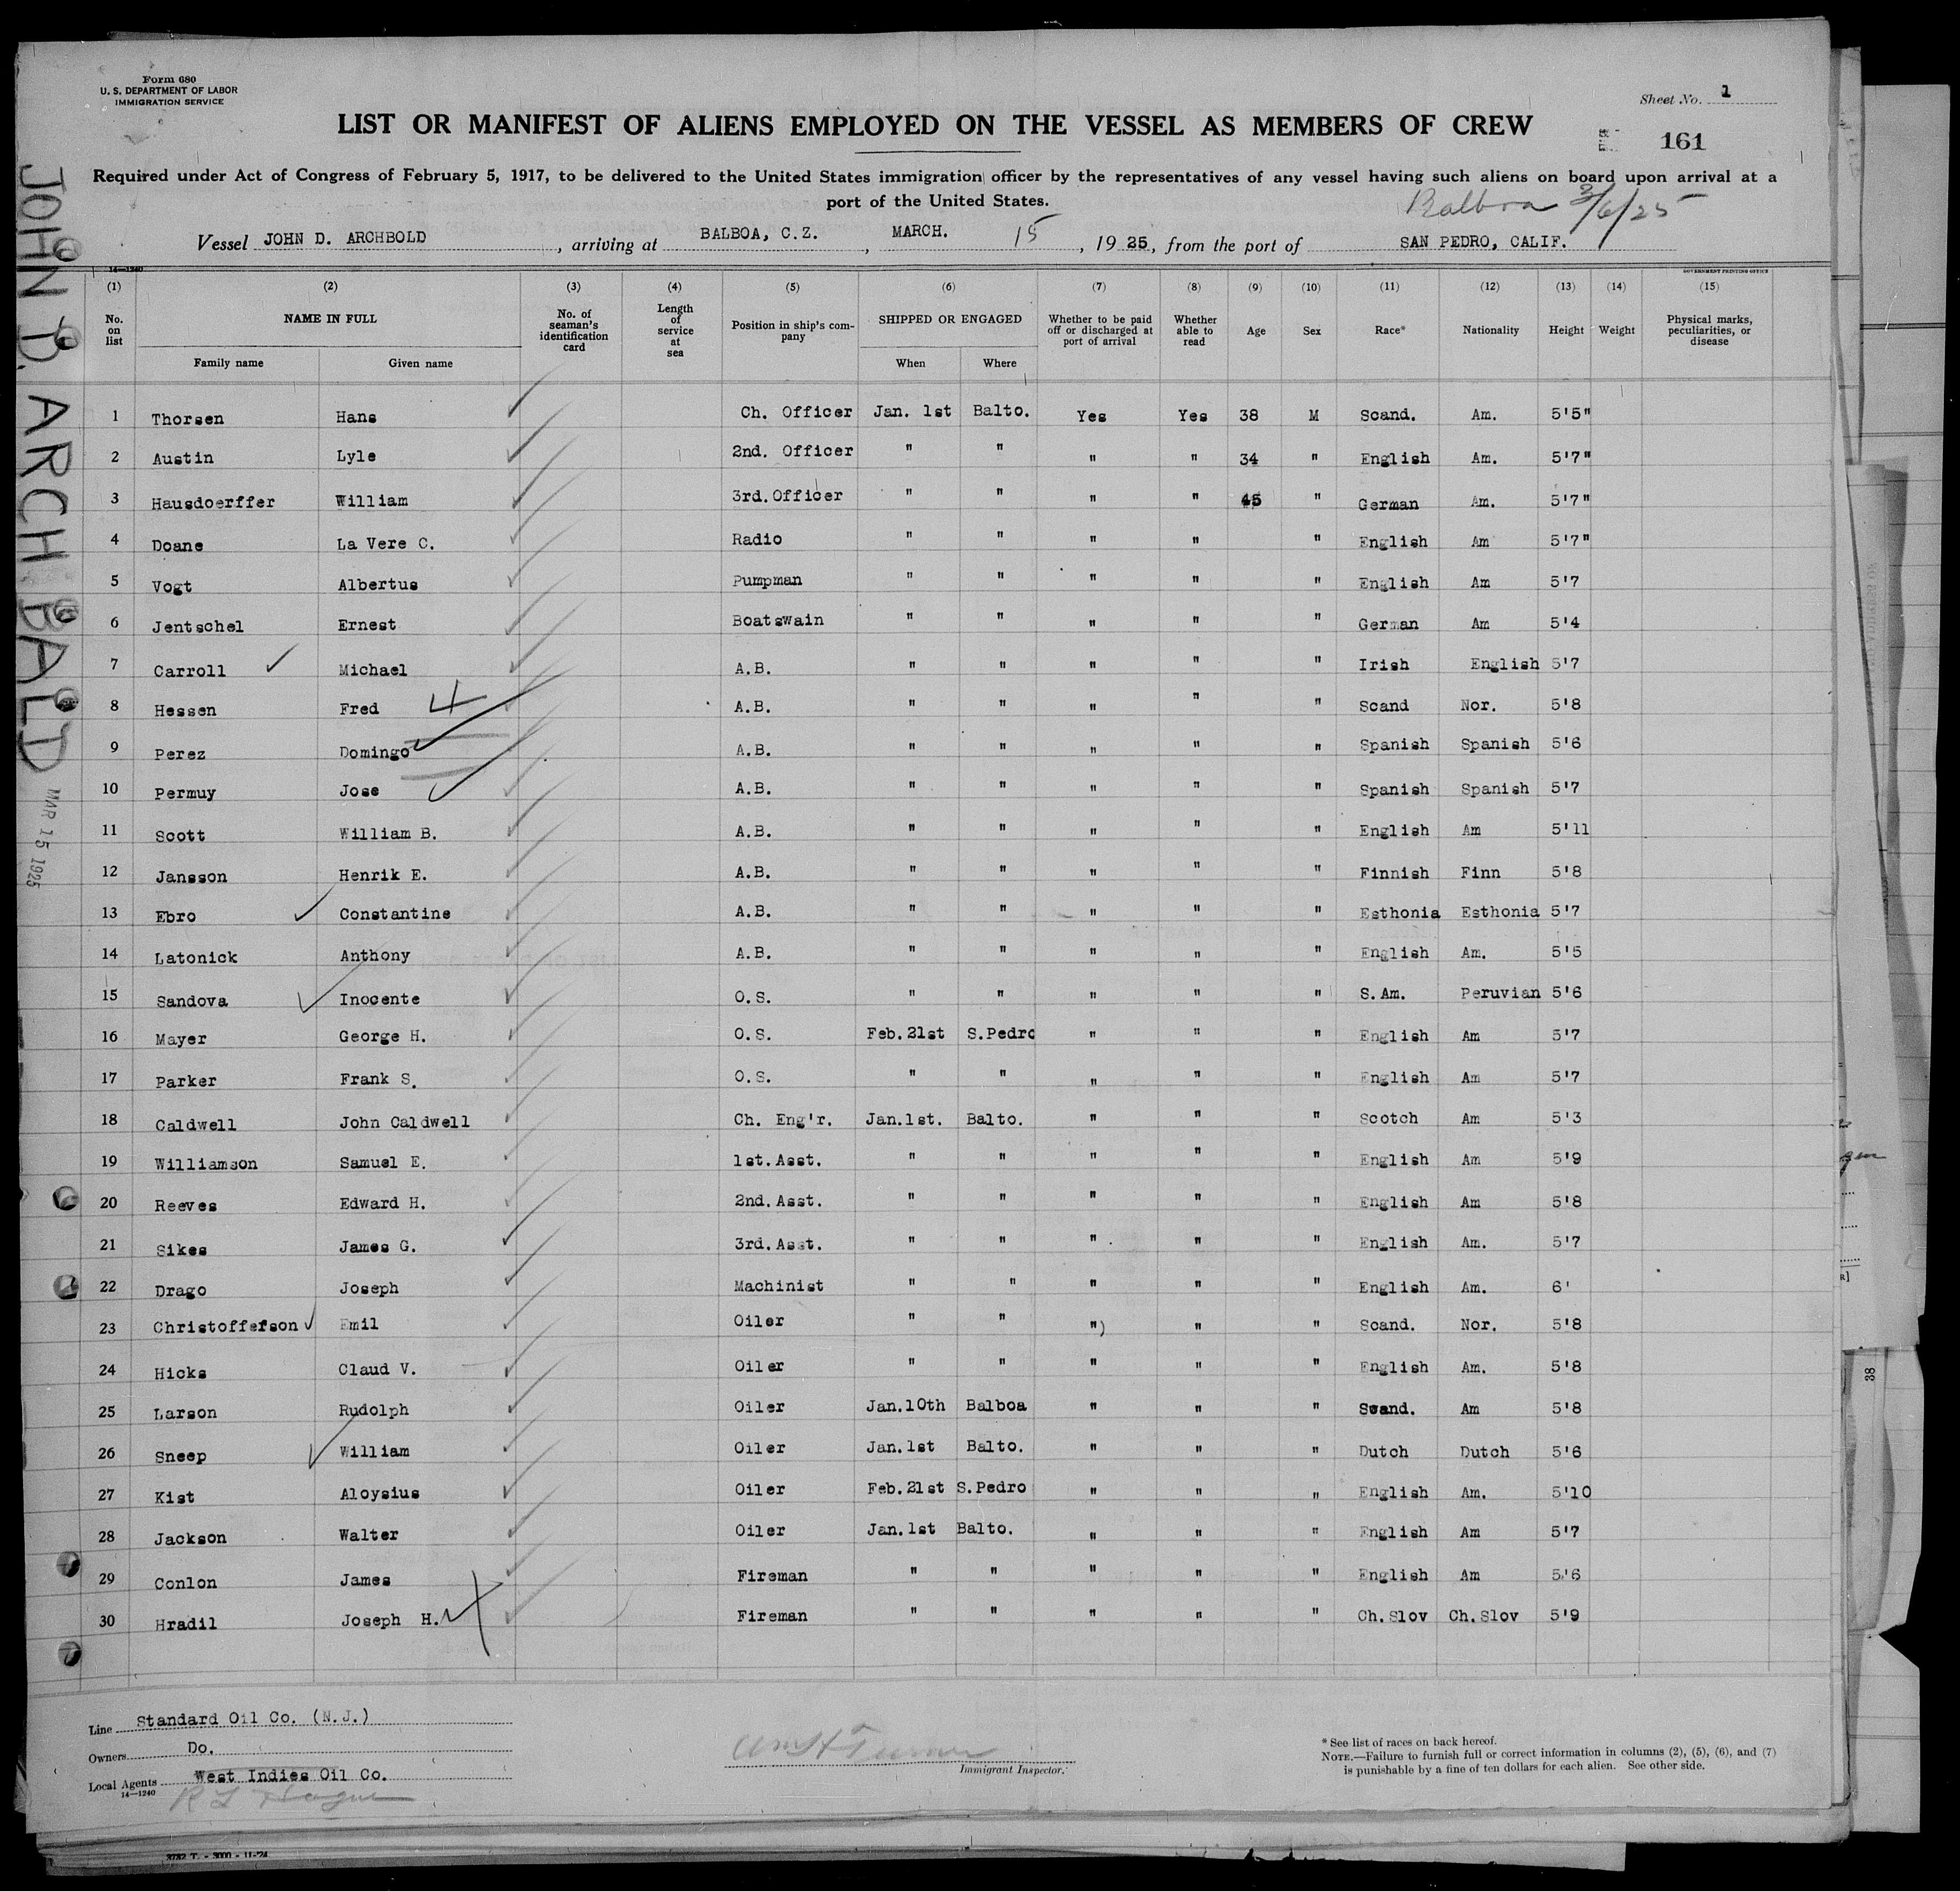 Form 680
U. S. DEPARTMENT OF LABOR
IMMIGRATION SERVICE
Sheet No. 1
LIST OR MANIFEST OF ALIENS EMPLOYED ON THE VESSEL AS MEMBERS OF CREW
161
Required under Act of Congress of February 5, 1917, to be delivered to the United States immigration officer by the representatives of any vessel having such aliens on board upon arrival at a
port of the United States.
Balboa 3/6/25
Vessel JOHN D. ARCHBOLD, arriving at BALBOA, C.Z., MARCH. 15, 1925, from the port of SAN PEDRO, CALIF.
14—1240
GOVERNMENT PRINTING OFFICE
(1) (2) (3) (4) (5) (6) (7) (8) (9) (10) (11) (12) (13) (14) (15)
No. on list NAME IN FULL No. of seaman's identification card Length of service at sea Position in ship's company SHIPPED OR ENGAGED Whether to be paid off or discharged at port of arrival Whether able to read Age Sex Race* Nationality Height Weight Physical marks, peculiarities, or disease
Family name Given name When Where
1 Thorsen Hans Ch. Officer Jan. 1st Balto. Yes Yes 38 M Scand. Am. 5'5"
2 Austin Lyle 2nd. Officer " " " " 34 " English Am. 5'7"
3 Hausdoerffer William 3rd.Officer " " " " 45 " German Am. 5'7"
4 Doane La Vere C. Radio " " " " " English Am 5'7"
5 Vogt Albertus Pumpman " " " " " English Am 5'7
6 Jentschel Ernest Boatswain " " " " " German Am 5'4
7 Carroll Michael A.B. " " " " " Irish English 5'7
8 Hessen Fred 4 A.B. " " " " " Scand Nor. 5'8
9 Perez Domingo A.B. " " " " " Spanish Spanish 5'6
10 Permuy Jose A.B. " " " " " Spanish Spanish 5'7
11 Scott William B. A.B. " " " " " English Am 5'11
12 Jansson Henrik E. A.B. " " " " " Finnish Finn 5'8
13 Ebro Constantine A.B. " " " " " Esthonia Esthonia 5'7
14 Latonick Anthony A.B. " " " " " English Am. 5'5
15 Sandova Inocente O.S. " " " " " S.Am. Peruvian 5'6
16 Mayer George H. O.S. Feb.21st S.Pedro " " " English Am 5'7
17 Parker Frank S. O.S. " " " " " English Am 5'7
18 Caldwell John Caldwell Ch. Eng'r. Jan.1st. Balto. " " " Scotch Am 5'3
19 Williamson Samuel E. 1st.Asst. " " " " " English Am 5'9
20 Reeves Edward H. 2nd.Asst. " " " " " English Am 5'8
21 Sikes James G. 3rd.Asst. " " " " " English Am. 5'7
22 Drago Joseph Machinist " " " " " English Am. 6'
23 Christofferson Emil Oiler " " ") " " Scand. Nor. 5'8
24 Hicks Claud V. Oiler " " " " " English Am. 5'8
25 Larson Rudolph Oiler Jan.10th Balboa " " " Scand. Am 5'8
26 Sneep William Oiler Jan.1st Balto. " " " Dutch Dutch 5'6
27 Kist Aloysius Oiler Feb.21st S.Pedro " " " English Am. 5'10
28 Jackson Walter Oiler Jan.1st Balto. " " " English Am 5'7
29 Conlon James Fireman " " " " " English Am 5'6
30 Hradil Joseph H. Fireman " " " " " Ch.Slov Ch.Slov 5'9
Line Standard Oil Co. (N.J.)
Owners Do.
Local Agents West Indies Oil Co.
14—1240
Wm H Turner
Immigrant Inspector.
* See list of races on back hereof.
NOTE.—Failure to furnish full or correct information in columns (2), (5), (6), and (7)
is punishable by a fine of ten dollars for each alien. See other side.
JOHN D. ARCHBALD
MAR 15 1925
38
3782 T. - 3000 - 11-'24